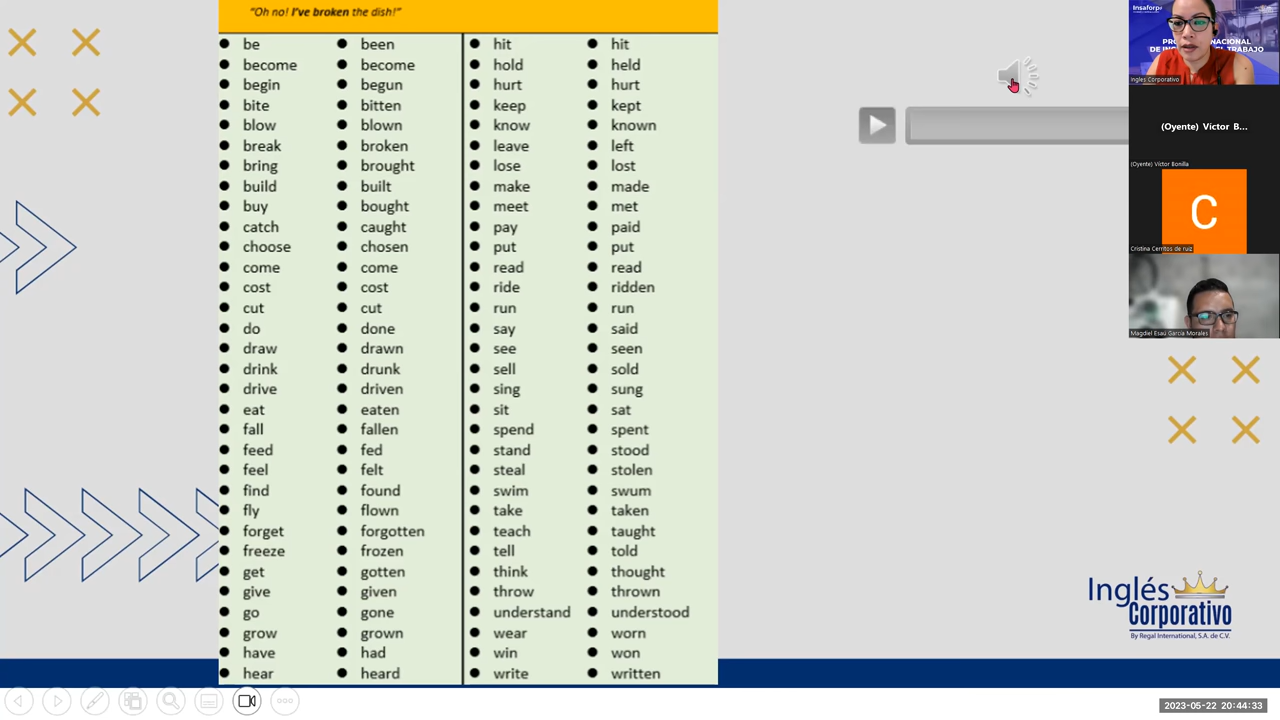 "Oh no! I've broken the dish!"
be been hit hit
become become hold held
begin begun hurt hurt
bite bitten keep kept
blow blown know known
break broken leave left
bring brought lose lost
build built make made
buy bought meet met
catch caught pay paid
choose chosen put put
come come read read
cost cost ride ridden
cut cut run run
do done say said
draw drawn see seen
drink drunk sell sold
drive driven sing sung
eat eaten sit sat
fall fallen spend spent
feed fed stand stood
feel felt steal stolen
find found swim swum
fly flown take taken
forget forgotten teach taught
freeze frozen tell told
get gotten think thought
give given throw thrown
go gone understand understood
grow grown wear worn
have had win won
hear heard write written
Insaforp
Inglés Corporativo
(Oyente) Víctor B...
(Oyente) Víctor Bonilla
C
Cristina Cerritos de ruiz
Magdiel Esaú García Morales
Inglés
Corporativo
By Regal International, S.A. de C.V.
2023-05-22 20:44:33